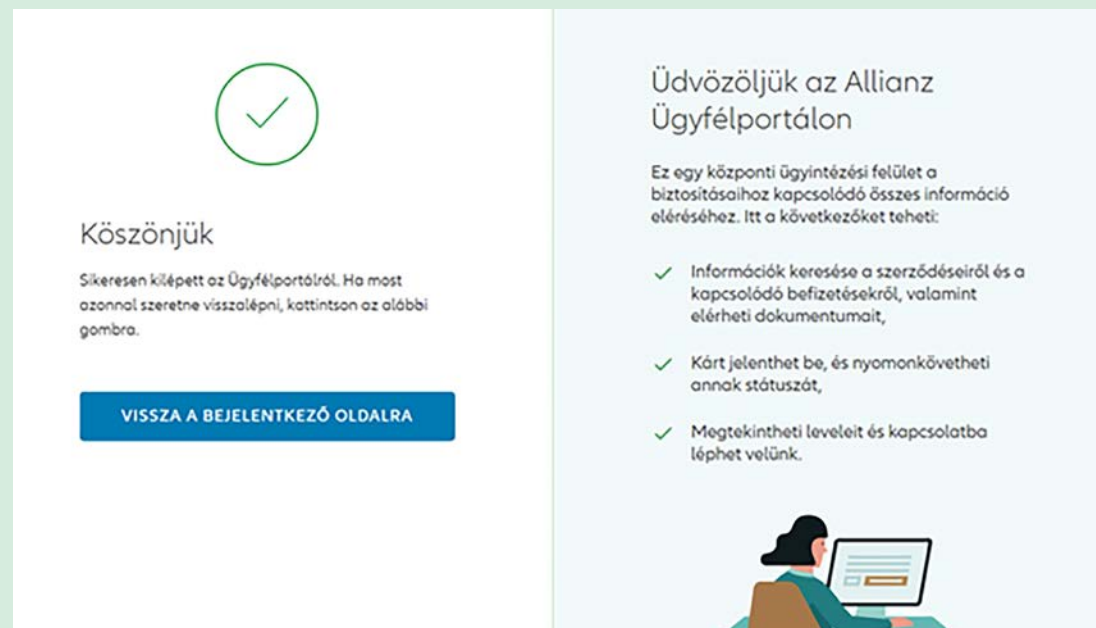 Köszönjük
Sikeresen kilépett az Ügyfélportálról. Ha most
azonnal szeretne visszalépni, kattintson az alábbi
gombra.
VISSZA A BEJELENTKEZŐ OLDALRA
Üdvözöljük az Allianz
Ügyfélportálon
Ez egy központi ügyintézési felület a
biztosításaihoz kapcsolódó összes információ
eléréséhez. Itt a következőket teheti:
Információk keresése a szerződéseiről és a
kapcsolódó befizetésekről, valamint
elérheti dokumentumait,
Kárt jelenthet be, és nyomonkövetheti
annak státuszát,
Megtekintheti leveleit és kapcsolatba
léphet velünk.